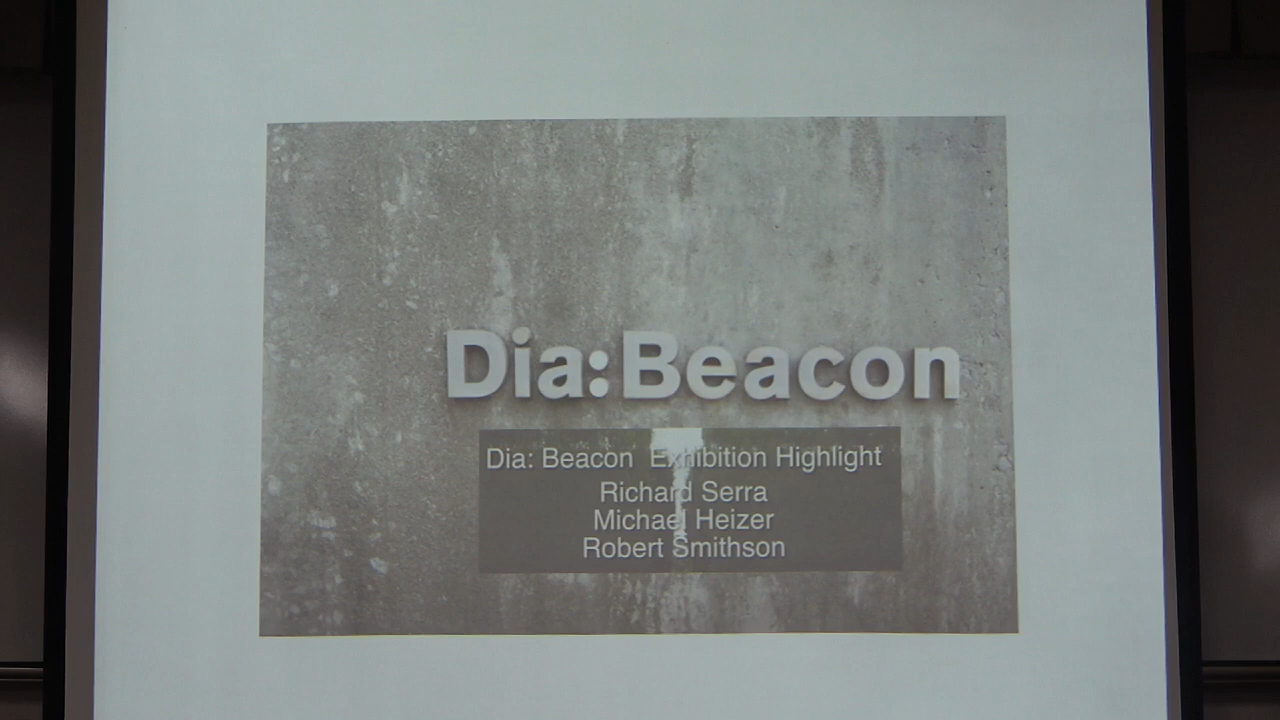 Dia:Beacon
Dia: Beacon Exhibition Highlight
Richard Serra
Michael Heizer
Robert Smithson